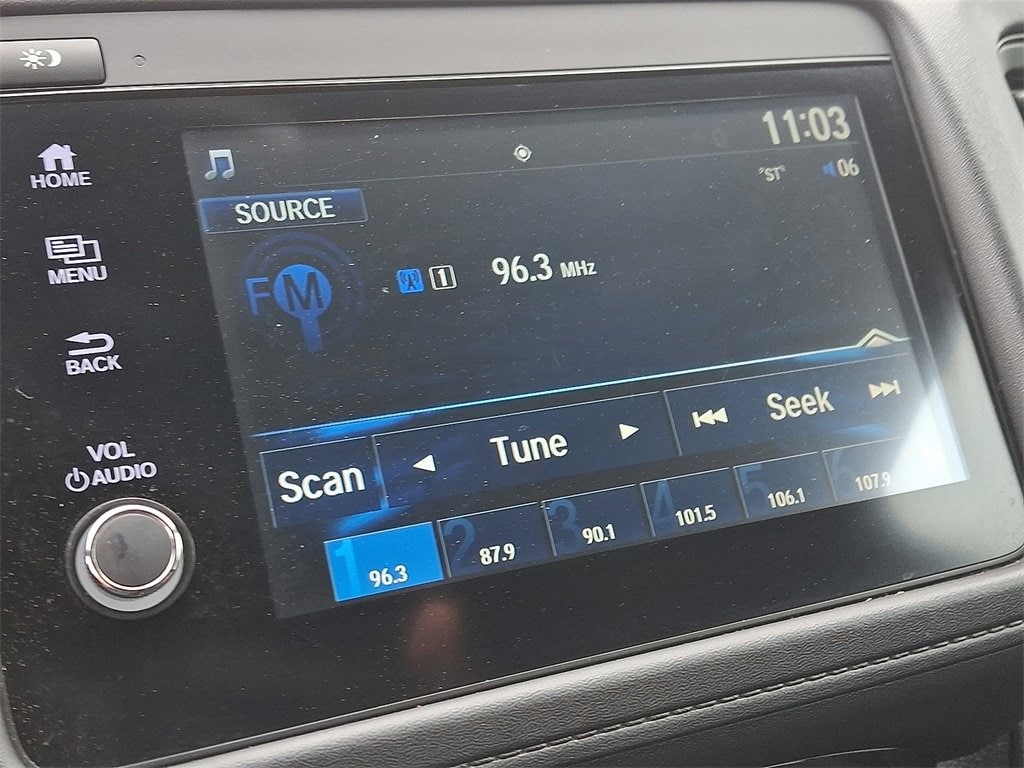 11:03
HOME
"ST" 06
SOURCE
MENU
FM 1 96.3 MHz
BACK
Scan Tune Seek
VOL
AUDIO
1 96.3
2 87.9
3 90.1
4 101.5
5 106.1
6 107.9